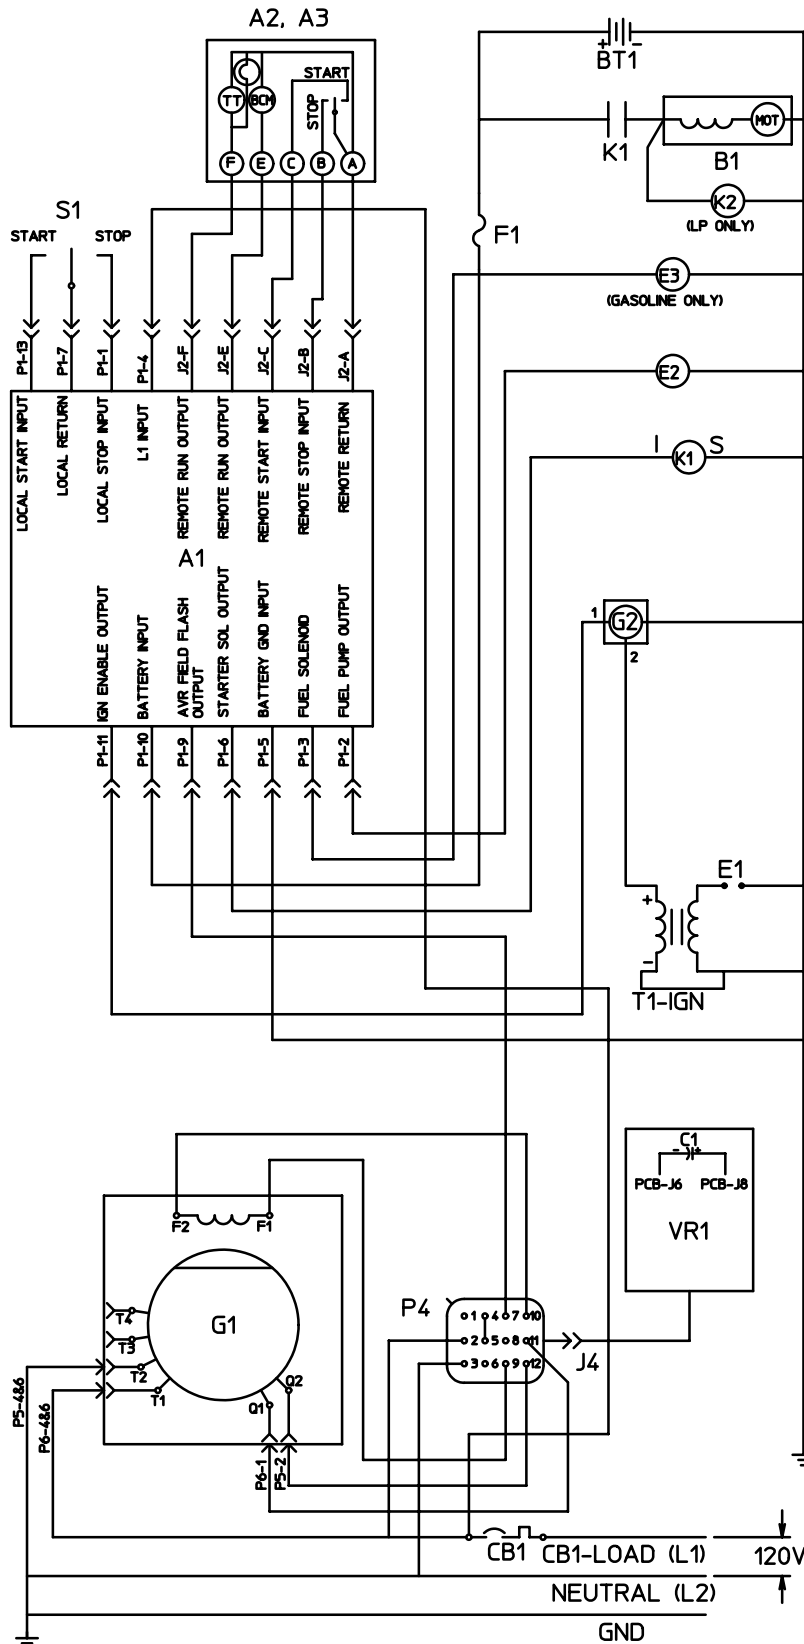 A2, A3
START
STOP
TT
BCM
F
E
C
B
A
BT1
+
-
K1
B1
MOT
K2
(LP ONLY)
F1
S1
START
STOP
E3
(GASOLINE ONLY)
E2
I
K1
S
P1-13
P1-7
P1-1
P1-4
J2-F
J2-E
J2-C
J2-B
J2-A
LOCAL START INPUT
LOCAL RETURN
LOCAL STOP INPUT
L1 INPUT
REMOTE RUN OUTPUT
REMOTE RUN OUTPUT
REMOTE START INPUT
REMOTE STOP INPUT
REMOTE RETURN
A1
IGN ENABLE OUTPUT
BATTERY INPUT
AVR FIELD FLASH
OUTPUT
STARTER SOL OUTPUT
BATTERY GND INPUT
FUEL SOLENOID
FUEL PUMP OUTPUT
P1-11
P1-10
P1-9
P1-6
P1-5
P1-3
P1-2
1
G2
2
E1
+
-
T1-IGN
C1
- +
PCB-J6
PCB-J8
VR1
F2
F1
G1
T4
T3
T2
T1
Q1
Q2
P4
1 4 7 10
2 5 8 11
3 6 9 12
J4
P5-4&6
P6-4&6
P6-1
P5-2
CB1
CB1-LOAD (L1)
120V
NEUTRAL (L2)
GND